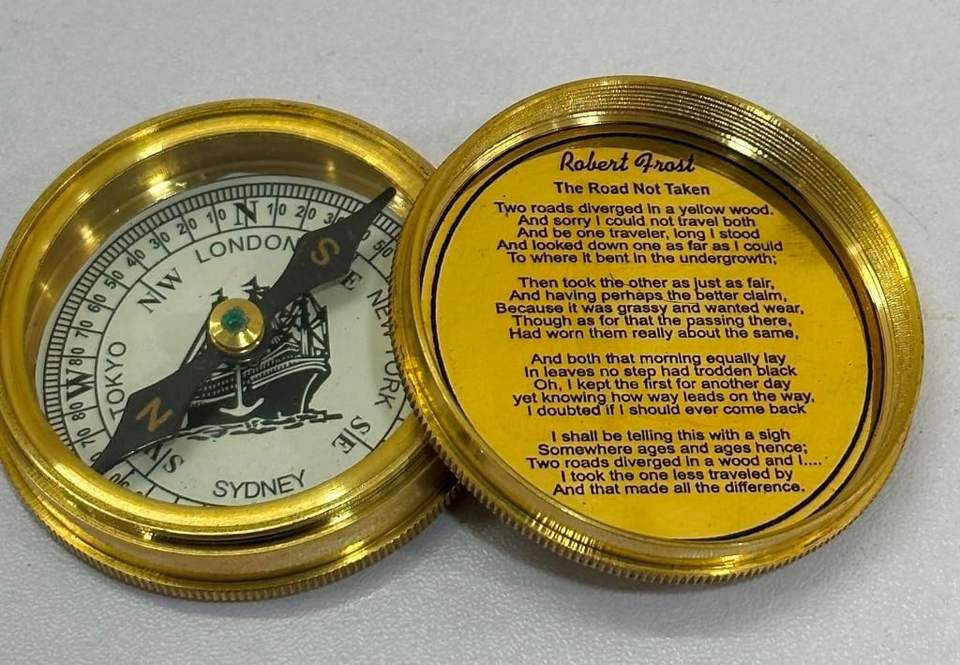 N
10 20 30
50
10
20
30
40
50
60
70
80
W
80
70
N/W
LONDON
S
E
NEW YORK
TOKYO
N
S/E
SYDNEY
Robert Frost
The Road Not Taken
Two roads diverged in a yellow wood.
And sorry I could not travel both
And be one traveler, long I stood
And looked down one as far as I could
To where it bent in the undergrowth;
Then took the other as just as fair,
And having perhaps the better claim,
Because it was grassy and wanted wear,
Though as for that the passing there,
Had worn them really about the same,
And both that morning equally lay
In leaves no step had trodden black
Oh, I kept the first for another day
yet knowing how way leads on the way,
I doubted if I should ever come back
I shall be telling this with a sigh
Somewhere ages and ages hence;
Two roads diverged in a wood and I....
I took the one less traveled by
And that made all the difference.